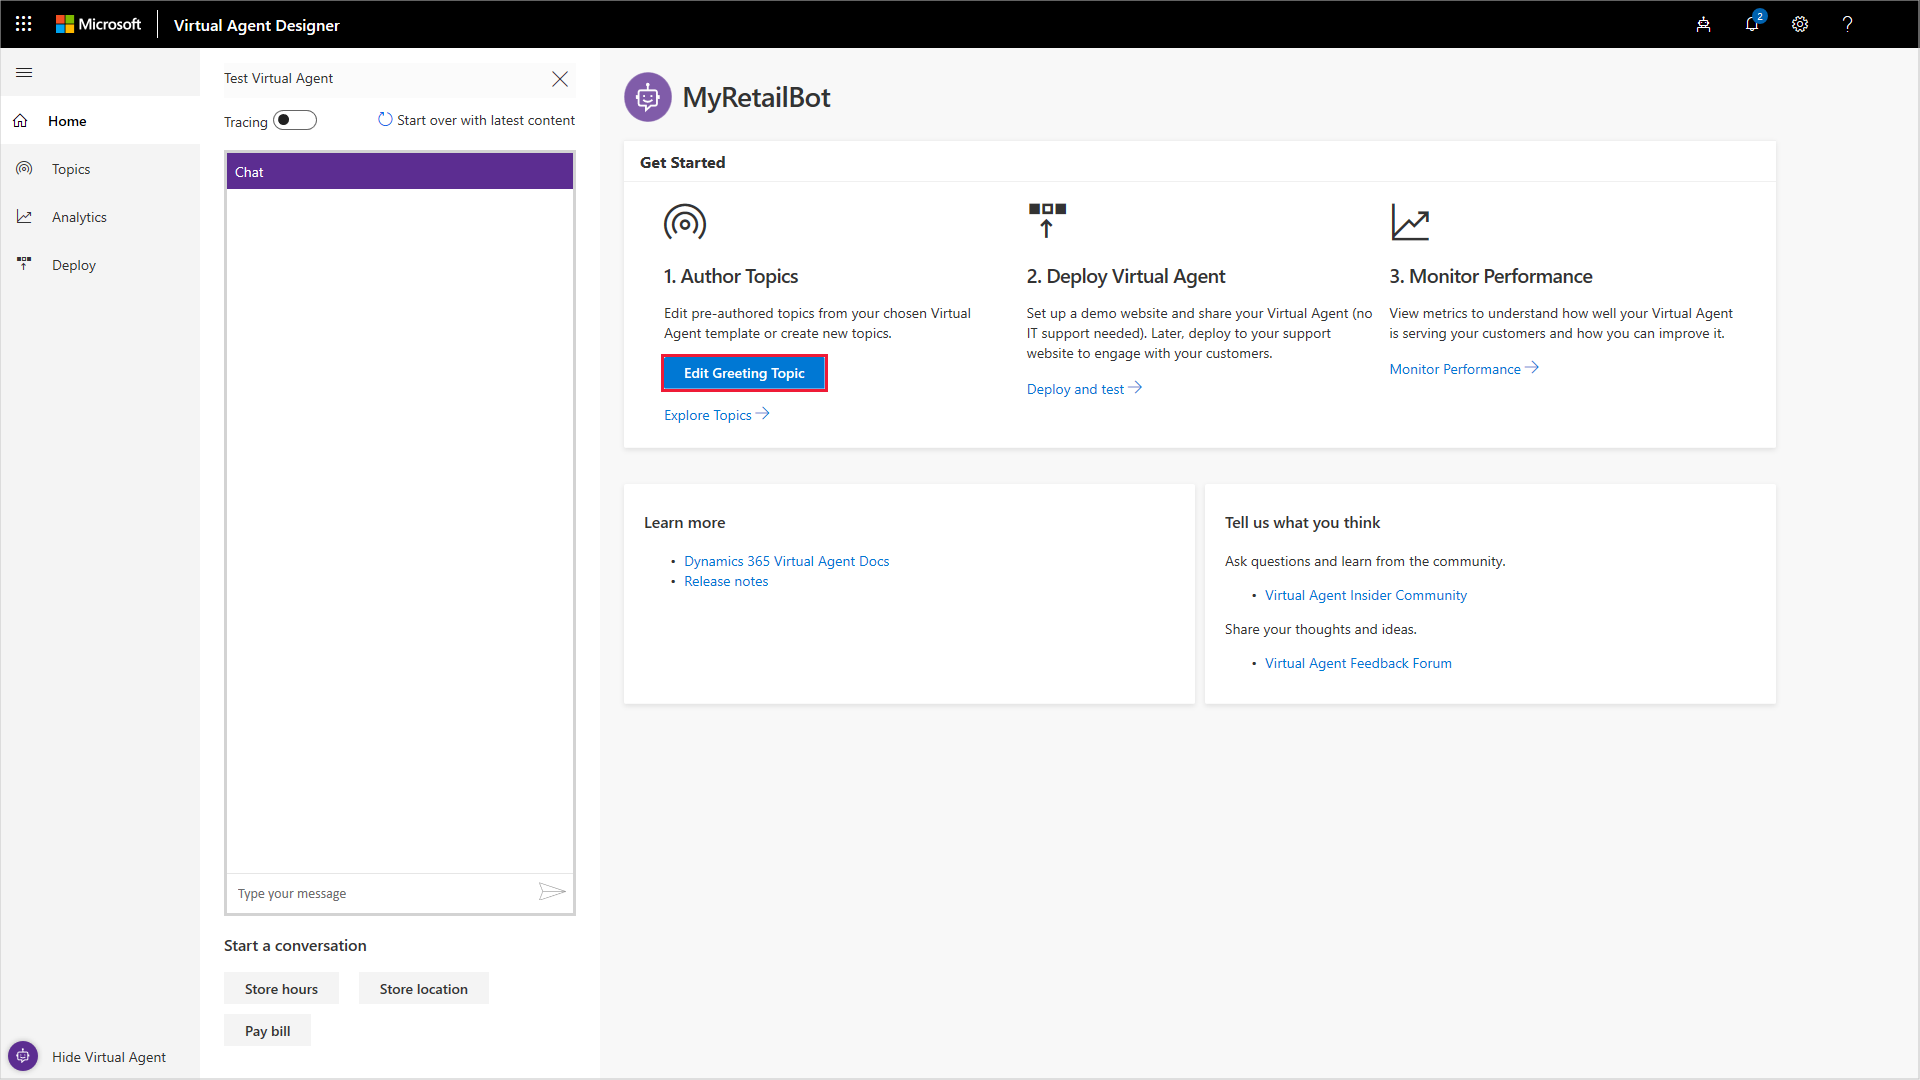 Microsoft
Virtual Agent Designer
2
?
Home
Topics
Analytics
Deploy
Hide Virtual Agent
Test Virtual Agent
Tracing
Start over with latest content
Chat
Type your message
Start a conversation
Store hours
Store location
Pay bill
MyRetailBot
Get Started
1. Author Topics
Edit pre-authored topics from your chosen Virtual
Agent template or create new topics.
Edit Greeting Topic
Explore Topics
2. Deploy Virtual Agent
Set up a demo website and share your Virtual Agent (no
IT support needed). Later, deploy to your support
website to engage with your customers.
Deploy and test
3. Monitor Performance
View metrics to understand how well your Virtual Agent
is serving your customers and how you can improve it.
Monitor Performance
Learn more
• Dynamics 365 Virtual Agent Docs
• Release notes
Tell us what you think
Ask questions and learn from the community.
• Virtual Agent Insider Community
Share your thoughts and ideas.
• Virtual Agent Feedback Forum